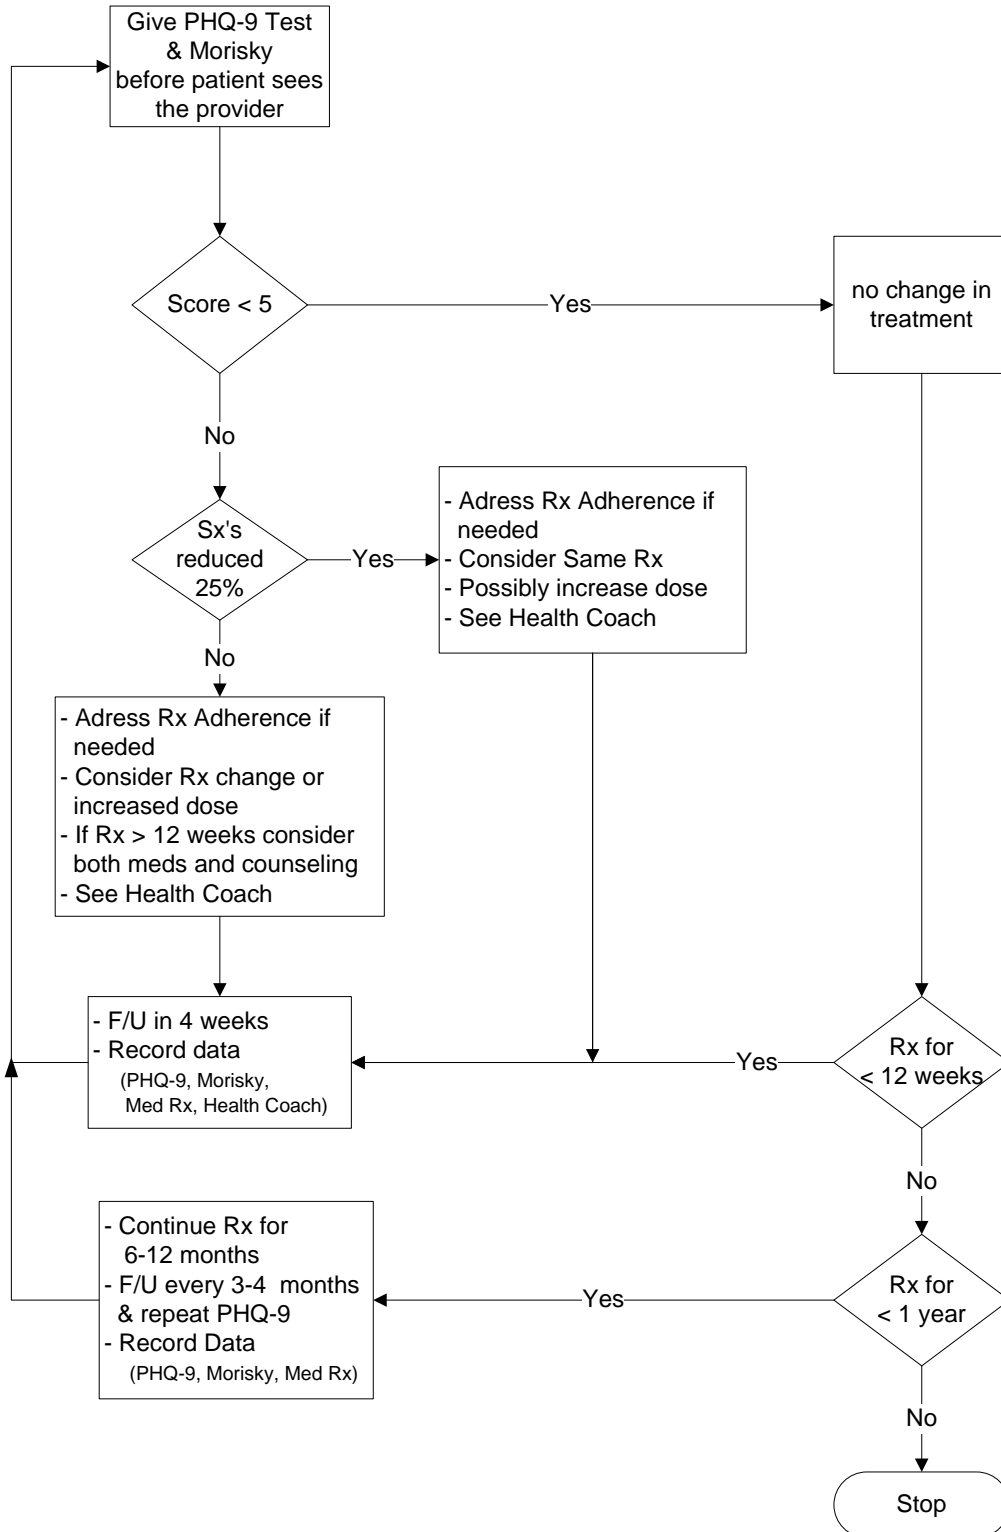 Give PHQ-9 Test
& Morisky
before patient sees
the provider
Score < 5
Yes
no change in
treatment
No
Sx's
reduced
25%
Yes
- Adress Rx Adherence if
needed
- Consider Same Rx
- Possibly increase dose
- See Health Coach
No
- Adress Rx Adherence if
needed
- Consider Rx change or
increased dose
- If Rx > 12 weeks consider
both meds and counseling
- See Health Coach
- F/U in 4 weeks
- Record data
(PHQ-9, Morisky,
Med Rx, Health Coach)
Yes
Rx for
< 12 weeks
No
- Continue Rx for
6-12 months
- F/U every 3-4 months
& repeat PHQ-9
- Record Data
(PHQ-9, Morisky, Med Rx)
Yes
Rx for
< 1 year
No
Stop